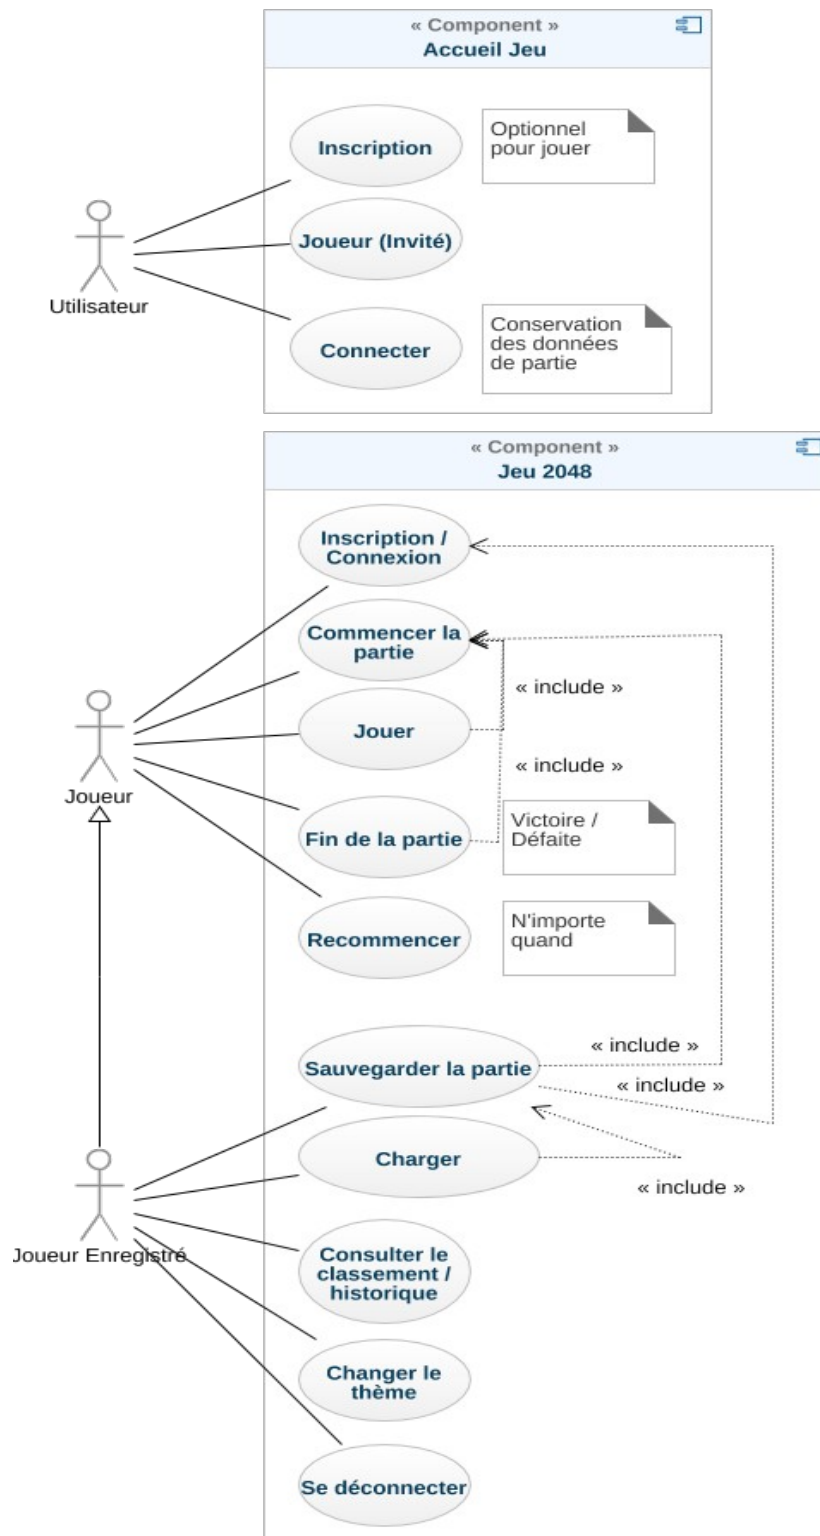 « Component »
Accueil Jeu
Inscription
Optionnel
pour jouer
Joueur (Invité)
Utilisateur
Connecter
Conservation
des données
de partie
« Component »
Jeu 2048
Inscription /
Connexion
Commencer la
partie
« include »
Jouer
« include »
Joueur
Fin de la partie
Victoire /
Défaite
Recommencer
N'importe
quand
« include »
Sauvegarder la partie
« include »
Charger
« include »
Joueur Enregistré
Consulter le
classement /
historique
Changer le
thème
Se déconnecter